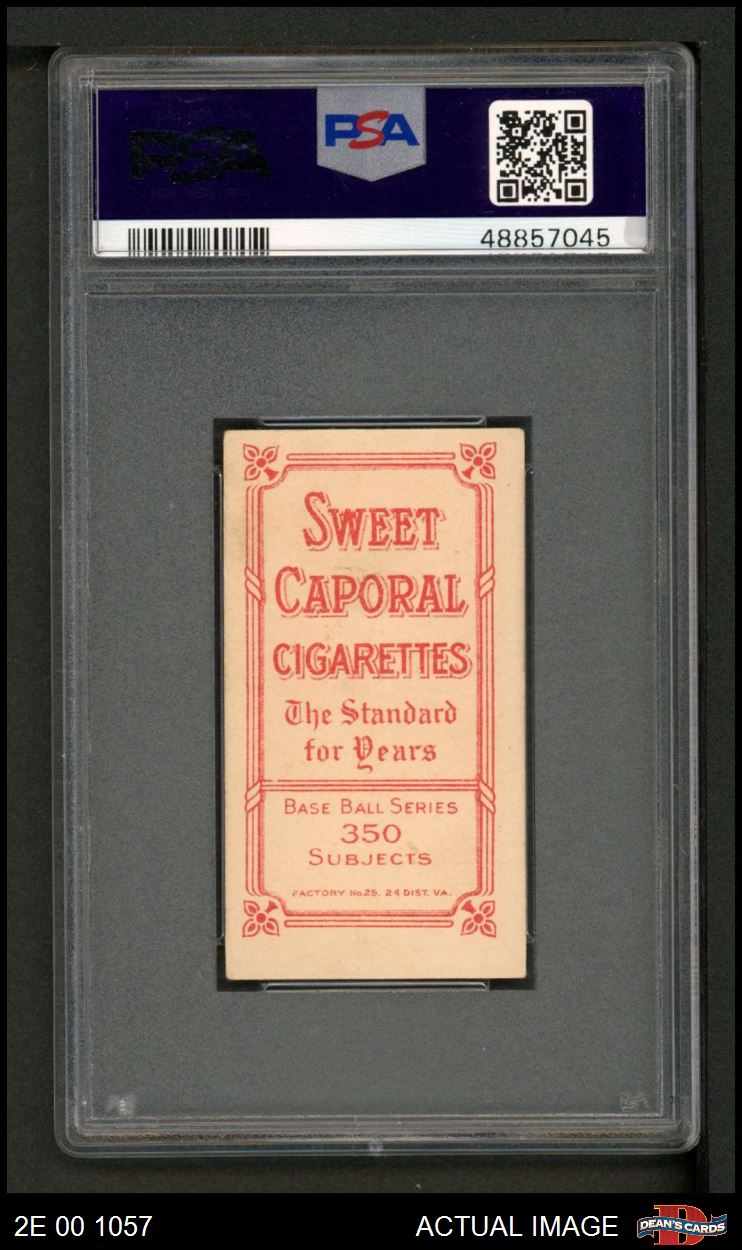 PSA
PSA
48857045
SWEET
CAPORAL
CIGARETTES
The Standard
for Years
BASE BALL SERIES
350
SUBJECTS
FACTORY No.25. 2d DIST. VA.
2E 00 1057
ACTUAL IMAGE
DEAN'S CARDS